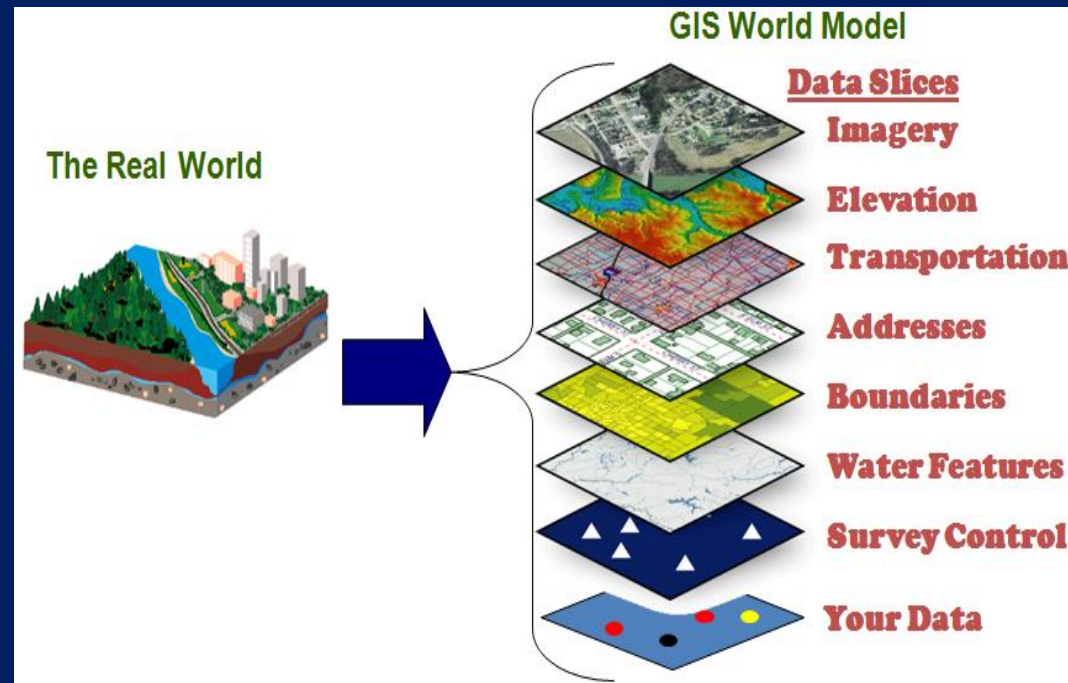 GIS World Model
The Real World
Data Slices
Imagery
Elevation
Transportation
Addresses
Boundaries
Water Features
Survey Control
Your Data